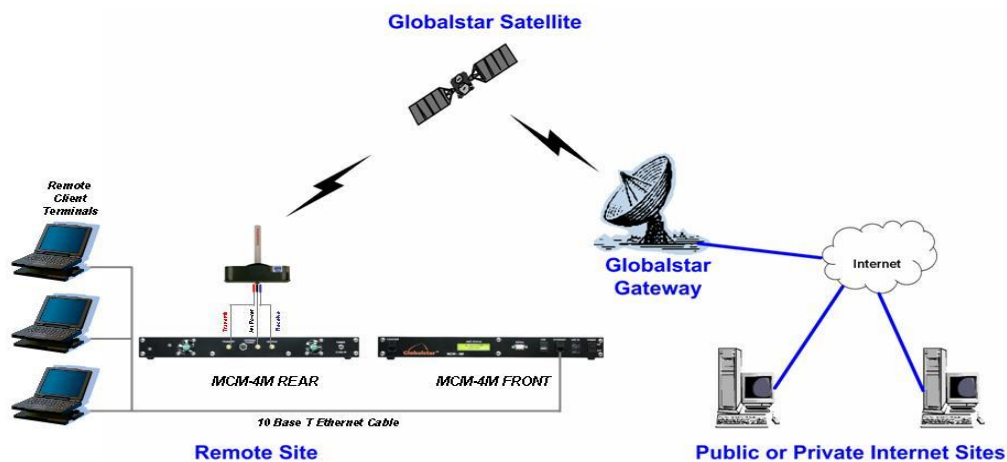 Globalstar Satellite
Remote
Client
Terminals
Globalstar
Gateway
Internet
Transmit
Receive
Globalstar
MCM-4M REAR
MCM-4M FRONT
10 Base T Ethernet Cable
Remote Site
Public or Private Internet Sites